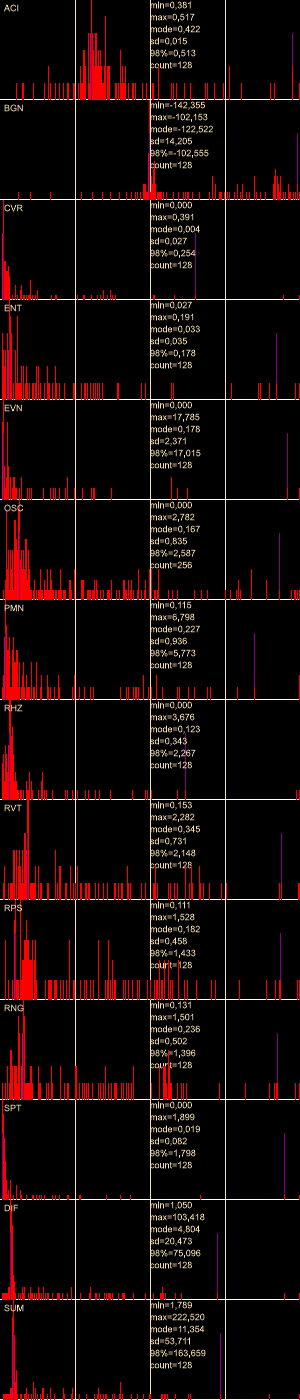 ACI
min=0,381
max=0,517
mode=0,422
sd=0,015
98%=0,513
count=128
BGN
min=-142,355
max=-102,153
mode=-122,522
sd=14,205
98%=-102,555
count=128
CVR
min=0,000
max=0,391
mode=0,004
sd=0,027
98%=0,254
count=128
ENT
min=0,027
max=0,191
mode=0,033
sd=0,035
98%=0,178
count=128
EVN
min=0,000
max=17,785
mode=0,178
sd=2,371
98%=17,015
count=128
OSC
min=0,000
max=2,782
mode=0,167
sd=0,835
98%=2,587
count=256
PMN
min=0,116
max=6,798
mode=0,227
sd=0,936
98%=5,773
count=128
RHZ
min=0,000
max=3,676
mode=0,123
sd=0,343
98%=2,267
count=128
RVT
min=0,153
max=2,282
mode=0,345
sd=0,731
98%=2,148
count=128
RPS
min=0,111
max=1,528
mode=0,182
sd=0,458
98%=1,433
count=128
RNG
min=0,131
max=1,501
mode=0,236
sd=0,502
98%=1,396
count=128
SPT
min=0,000
max=1,899
mode=0,019
sd=0,082
98%=1,798
count=128
DIF
min=1,050
max=103,418
mode=4,804
sd=20,473
98%=75,096
count=128
SUM
min=1,789
max=222,520
mode=11,354
sd=53,711
98%=163,659
count=128